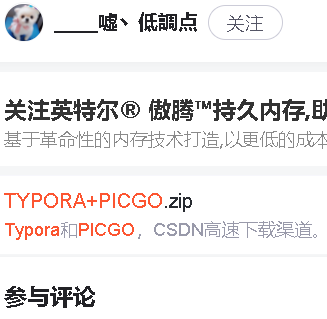 _____嘘丶低調点
关注
关注英特尔® 傲腾™持久内存,助
基于革命性的内存技术打造,以更低的成本
TYPORA+PICGO.zip
Typora和PICGO，CSDN高速下载渠道。
参与评论